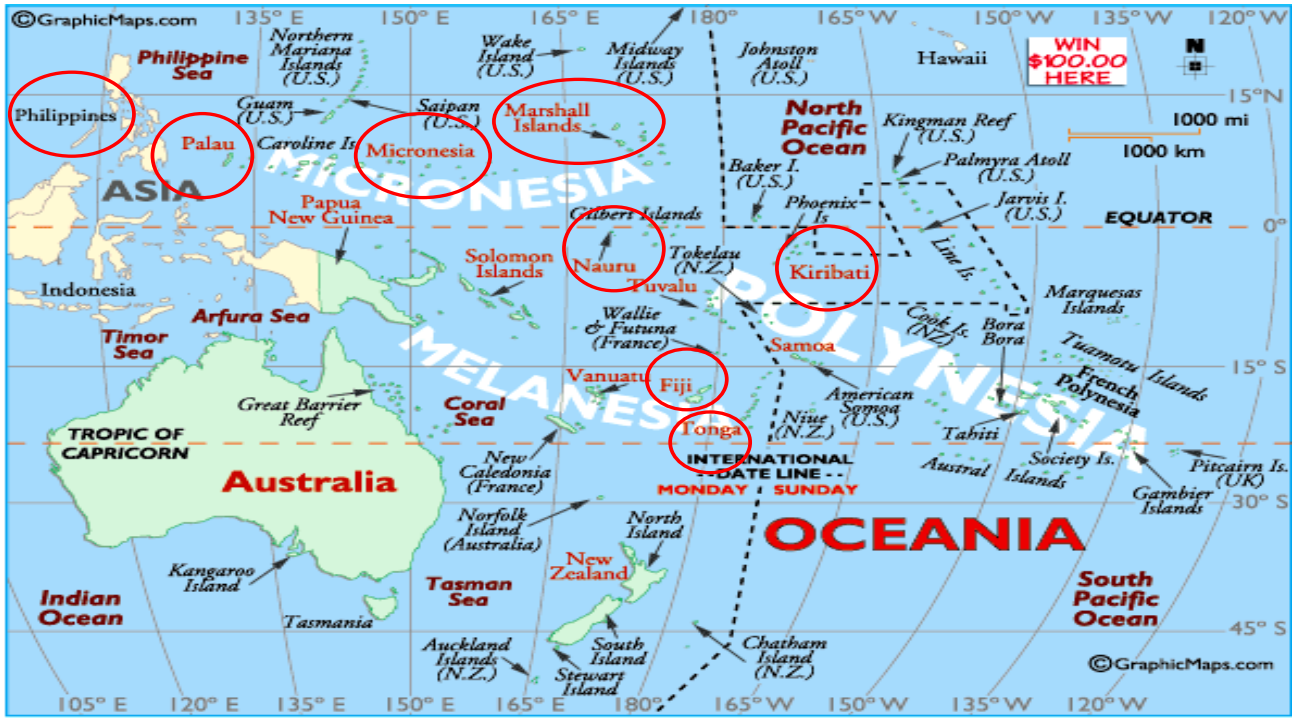 ©GraphicMaps.com
135° E
150° E
165° E
180°
165° W
150° W
135° W
120° W
Philippine
Sea
Northern
Mariana
Islands
(U.S.)
Wake
Island
(U.S.)
Midway
Islands
(U.S.)
Johnston
Atoll
(U.S.)
Hawaii
WIN
$100.00
HERE
N
Philippines
Guam
(U.S.)
Saipan
(U.S.)
Marshall
Islands
North
Pacific
Ocean
15° N
Kingman Reef
(U.S.)
1000 mi
1000 km
Palau
Caroline Is.
Micronesia
MICRONESIA
Baker I.
(U.S.)
Palmyra Atoll
(U.S.)
ASIA
Papua
New Guinea
Gilbert Islands
Phoenix
Is
Jarvis I.
(U.S.)
EQUATOR
0°
Indonesia
Solomon
Islands
Nauru
Tokelau
(N.Z.)
Kiribati
Line Is.
Tuvalu
Marquesas
Islands
Arfura Sea
Timor
Sea
Wallie
& Futuna
(France)
POLYNESIA
Cook Is.
(NZ)
Bora
Bora
Samoa
Tuamotu Islands
MELANESIA
15° S
Vanuatu
Fiji
French
Polynesia
Great Barrier
Reef
Coral
Sea
American
Somoa
(U.S.)
Tonga
Niue
(N.Z.)
Tahiti
TROPIC OF
CAPRICORN
New
Caledonia
(France)
INTERNATIONAL
- - DATE LINE - -
MONDAY SUNDAY
Society Is.
Austral Islands
Pitcairn Is.
(UK)
Gambier
Islands
Australia
30° S
Norfolk
Island
(Australia)
North
Island
OCEANIA
New
Zealand
Kangaroo
Island
Tasman
Sea
South
Pacific
Ocean
Indian
Ocean
Tasmania
45° S
Auckland
Islands
(N.Z.)
South
Island
Stewart
Island
Chatham
Island
(N.Z.)
©GraphicMaps.com
105° E
120° E
135° E
150° E
165° E
180°
165° W
150° W
135° W
120° W